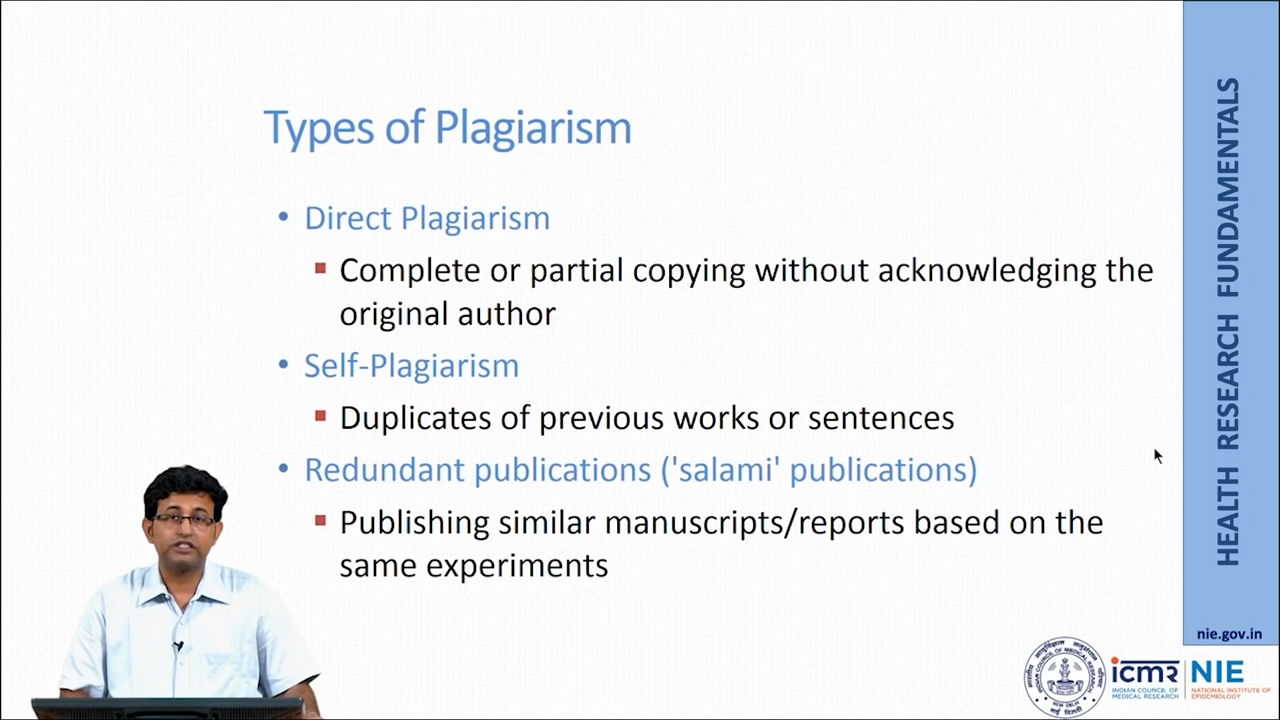 Types of Plagiarism
• Direct Plagiarism
▪ Complete or partial copying without acknowledging the
original author
• Self-Plagiarism
▪ Duplicates of previous works or sentences
• Redundant publications ('salami' publications)
▪ Publishing similar manuscripts/reports based on the
same experiments
HEALTH RESEARCH FUNDAMENTALS
nie.gov.in
icmr
INDIAN COUNCIL OF
MEDICAL RESEARCH
NIE
NATIONAL INSTITUTE OF
EPIDEMIOLOGY